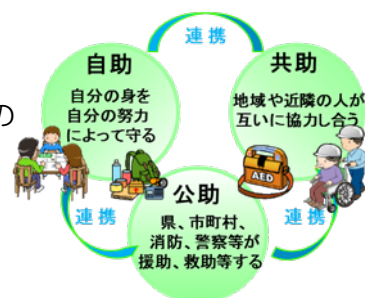 連携
自助
自分の身を
自分の努力
によって守る
共助
地域や近隣の人が
互いに協力し合う
の
AED
連携
公助
県、市町村、
消防、警察等が
援助、救助等する
連携